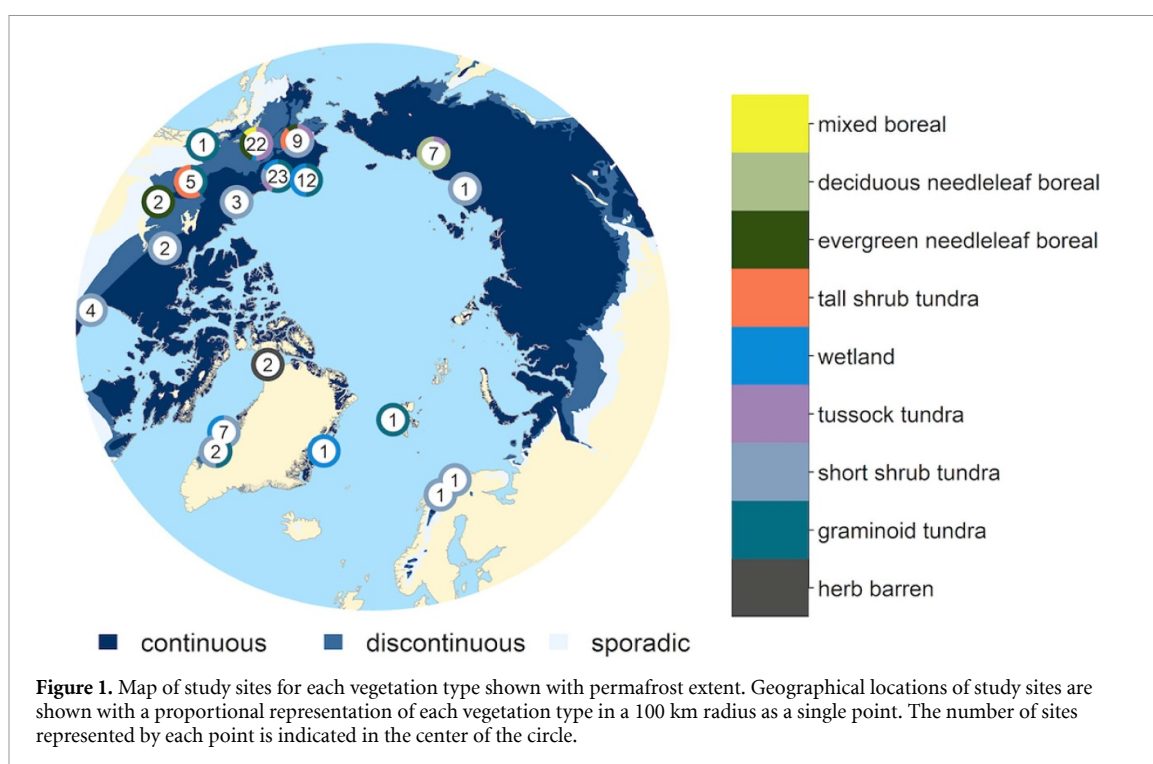 1
22
9
7
5
23
12
1
2
3
2
4
2
1
7
2
1
1
1
mixed boreal
deciduous needleleaf boreal
evergreen needleleaf boreal
tall shrub tundra
wetland
tussock tundra
short shrub tundra
graminoid tundra
herb barren
continuous discontinuous sporadic
Figure 1. Map of study sites for each vegetation type shown with permafrost extent. Geographical locations of study sites are
shown with a proportional representation of each vegetation type in a 100 km radius as a single point. The number of sites
represented by each point is indicated in the center of the circle.